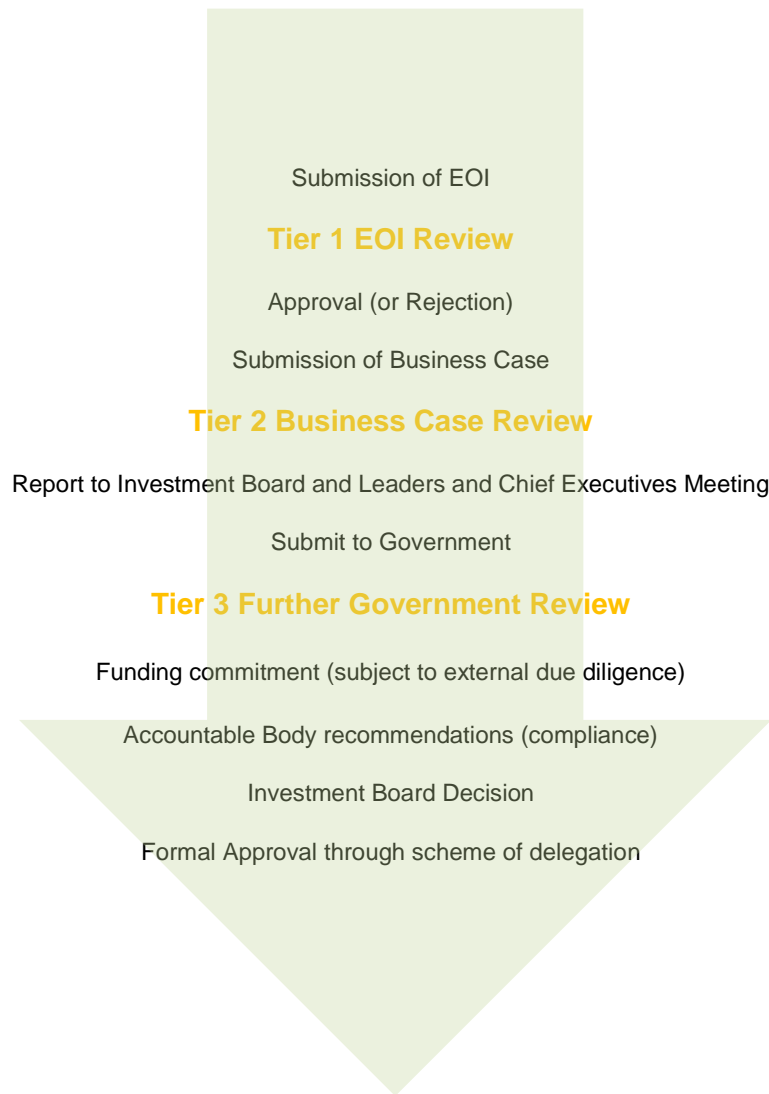 Submission of EOI
Tier 1 EOI Review
Approval (or Rejection)
Submission of Business Case
Tier 2 Business Case Review
Report to Investment Board and Leaders and Chief Executives Meeting
Submit to Government
Tier 3 Further Government Review
Funding commitment (subject to external due diligence)
Accountable Body recommendations (compliance)
Investment Board Decision
Formal Approval through scheme of delegation